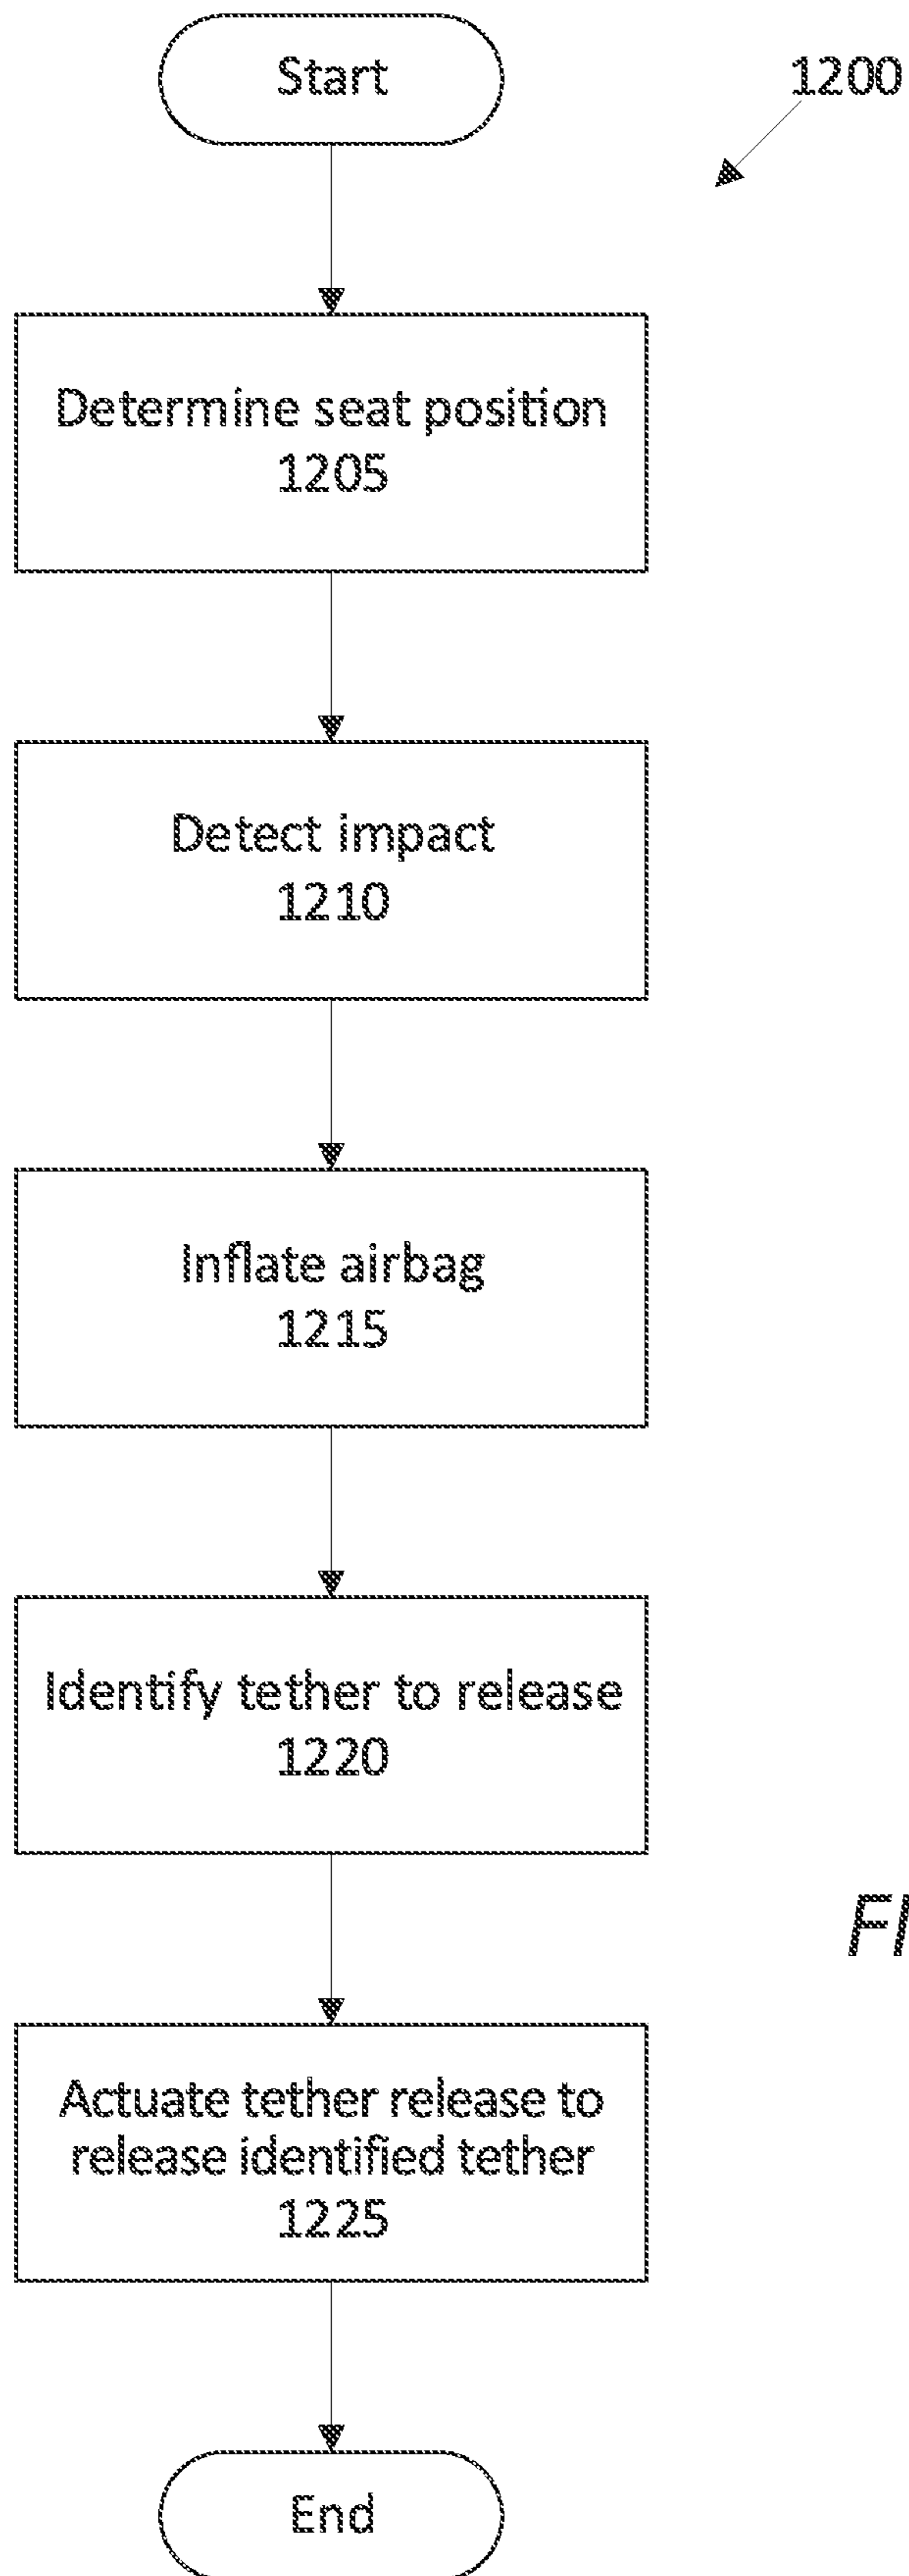 Start
1200
Determine seat position
1205
Detect impact
1210
Inflate airbag
1215
Identify tether to release
1220
Actuate tether release to
release identified tether
1225
End